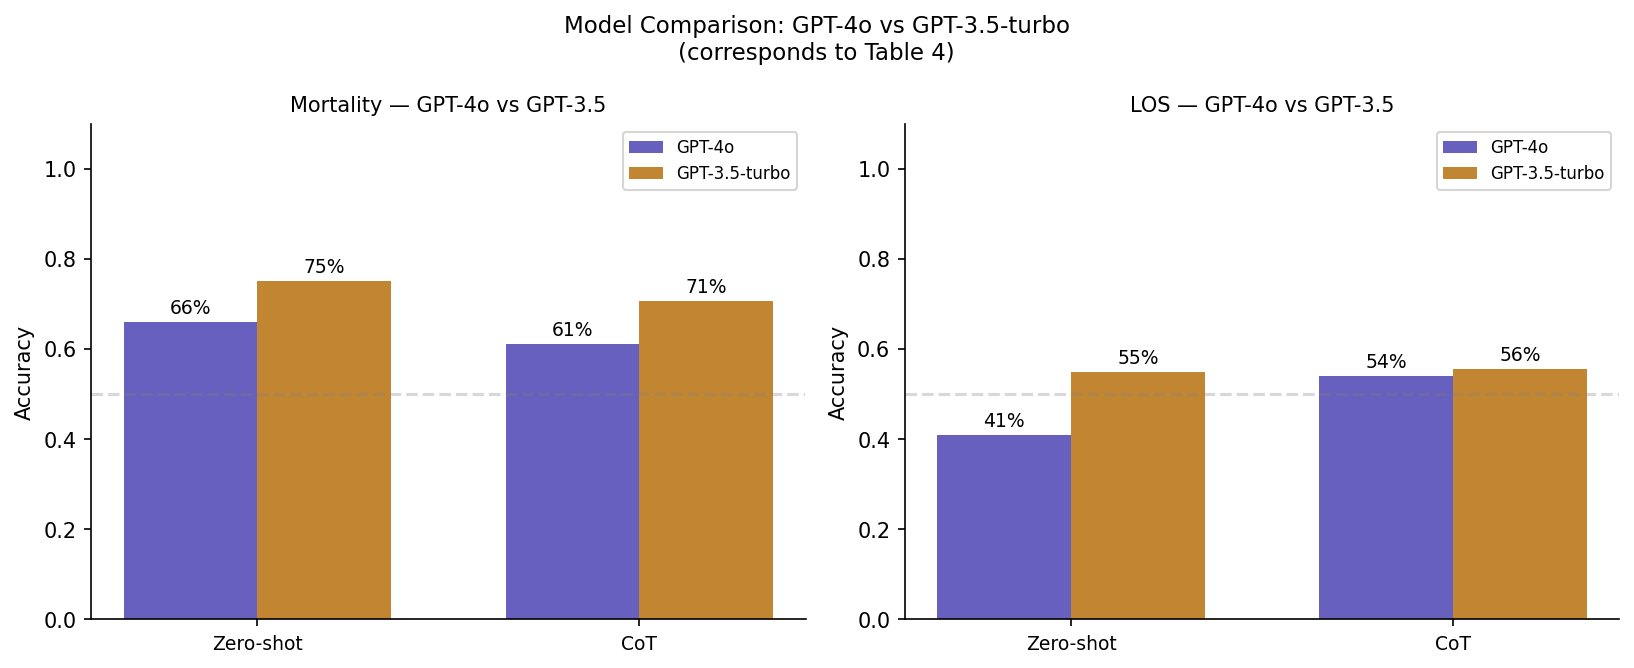 Model Comparison: GPT-4o vs GPT-3.5-turbo
(corresponds to Table 4)
Mortality — GPT-4o vs GPT-3.5
GPT-4o
GPT-3.5-turbo
Accuracy
1.0
0.8
0.6
0.4
0.2
0.0
66%
75%
61%
71%
Zero-shot
CoT
LOS — GPT-4o vs GPT-3.5
GPT-4o
GPT-3.5-turbo
Accuracy
1.0
0.8
0.6
0.4
0.2
0.0
41%
55%
54%
56%
Zero-shot
CoT